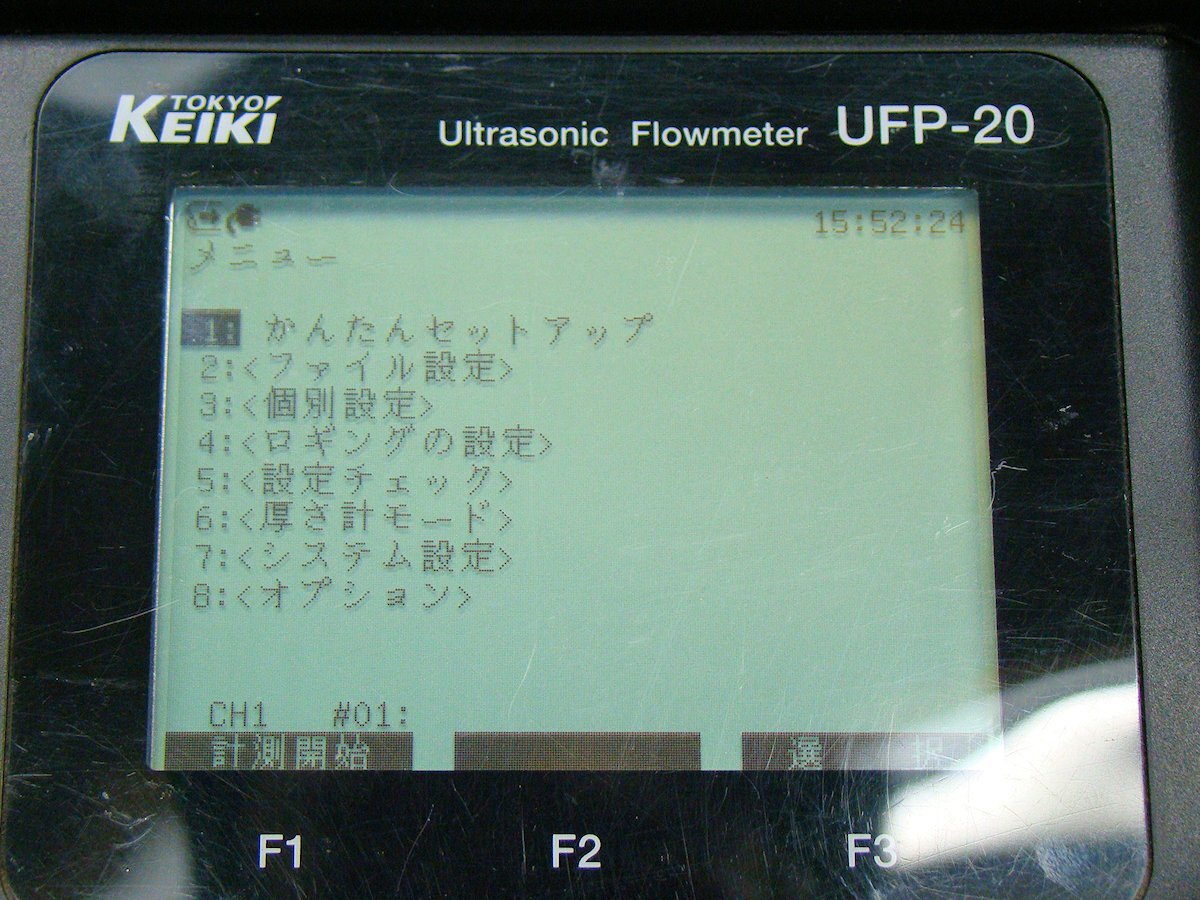 TOKYO KEIKI
Ultrasonic Flowmeter UFP-20
15:52:24
メニュー
1: かんたんセットアップ
2:<ファイル設定>
3:<個別設定>
4:<ロギングの設定>
5:<設定チェック>
6:<厚さ計モード>
7:<システム設定>
8:<オプション>
CH1 #01:
計測開始 選 択
F1 F2 F3